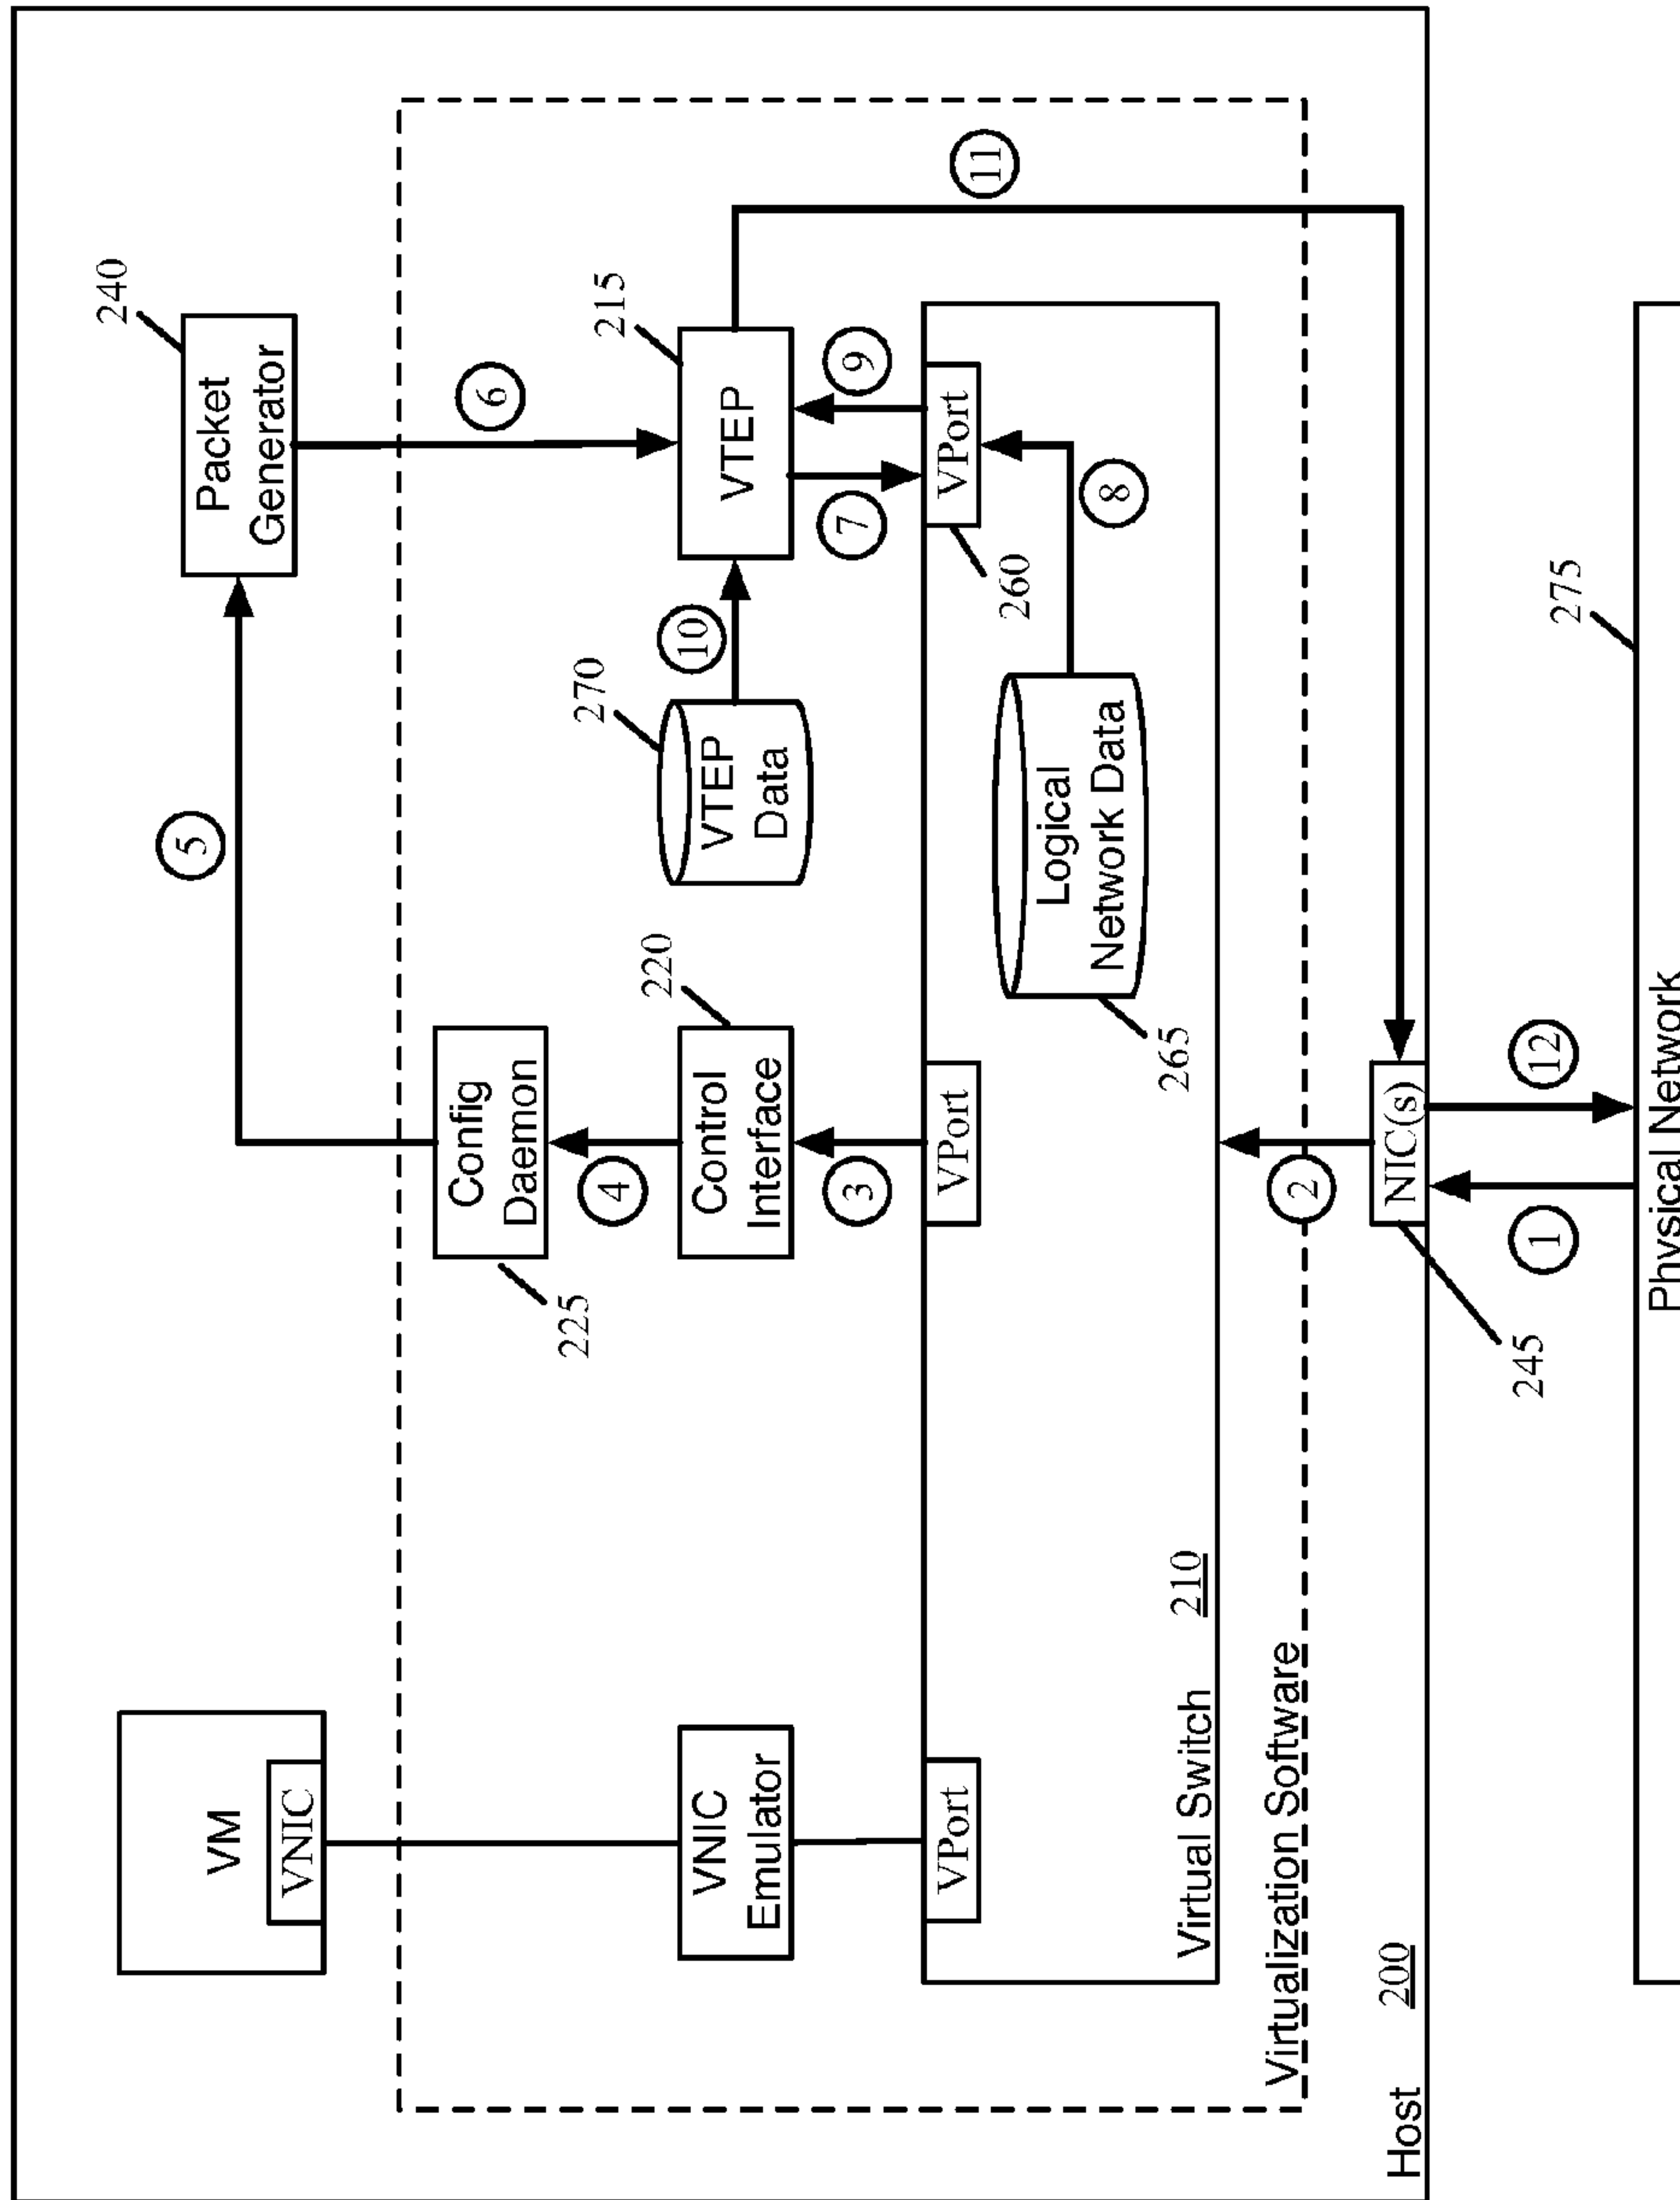 240
Packet
Generator
5
6
VM
VNIC
Config
Daemon
225
4
220
Control
Interface
3
270
VTEP
Data
10
215
VTEP
7
9
11
VNIC
Emulator
VPort
VPort
VPort
260
8
Logical
Network Data
265
Virtual Switch 210
Virtualization Software
2
Host 200
NIC(s)
245
1
12
275
Physical Network